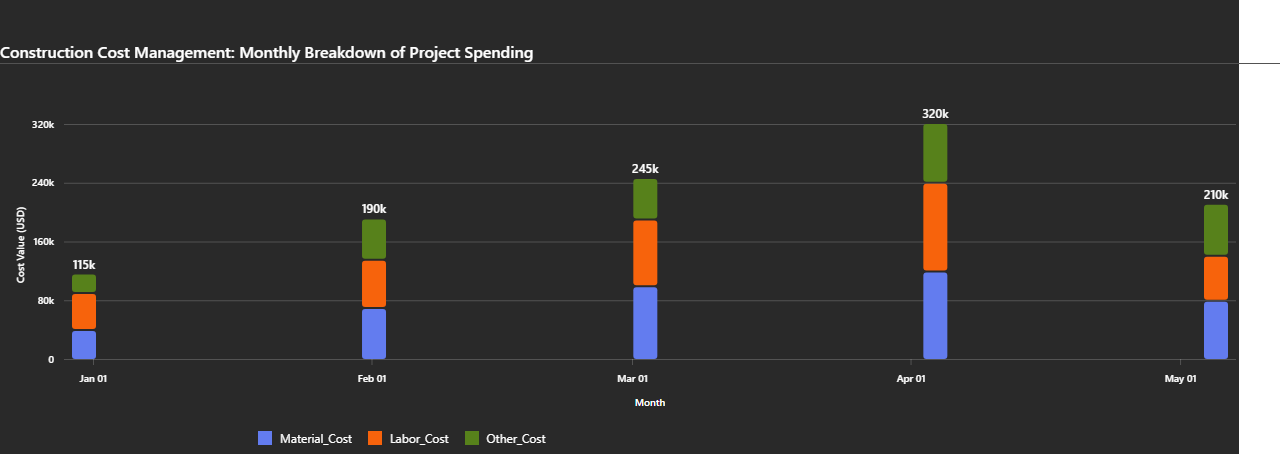 Construction Cost Management: Monthly Breakdown of Project Spending
320k
320k
240k
245k
210k
190k
160k
115k
80k
0
Cost Value (USD)
Jan 01 Feb 01 Mar 01 Apr 01 May 01
Month
Material_Cost Labor_Cost Other_Cost